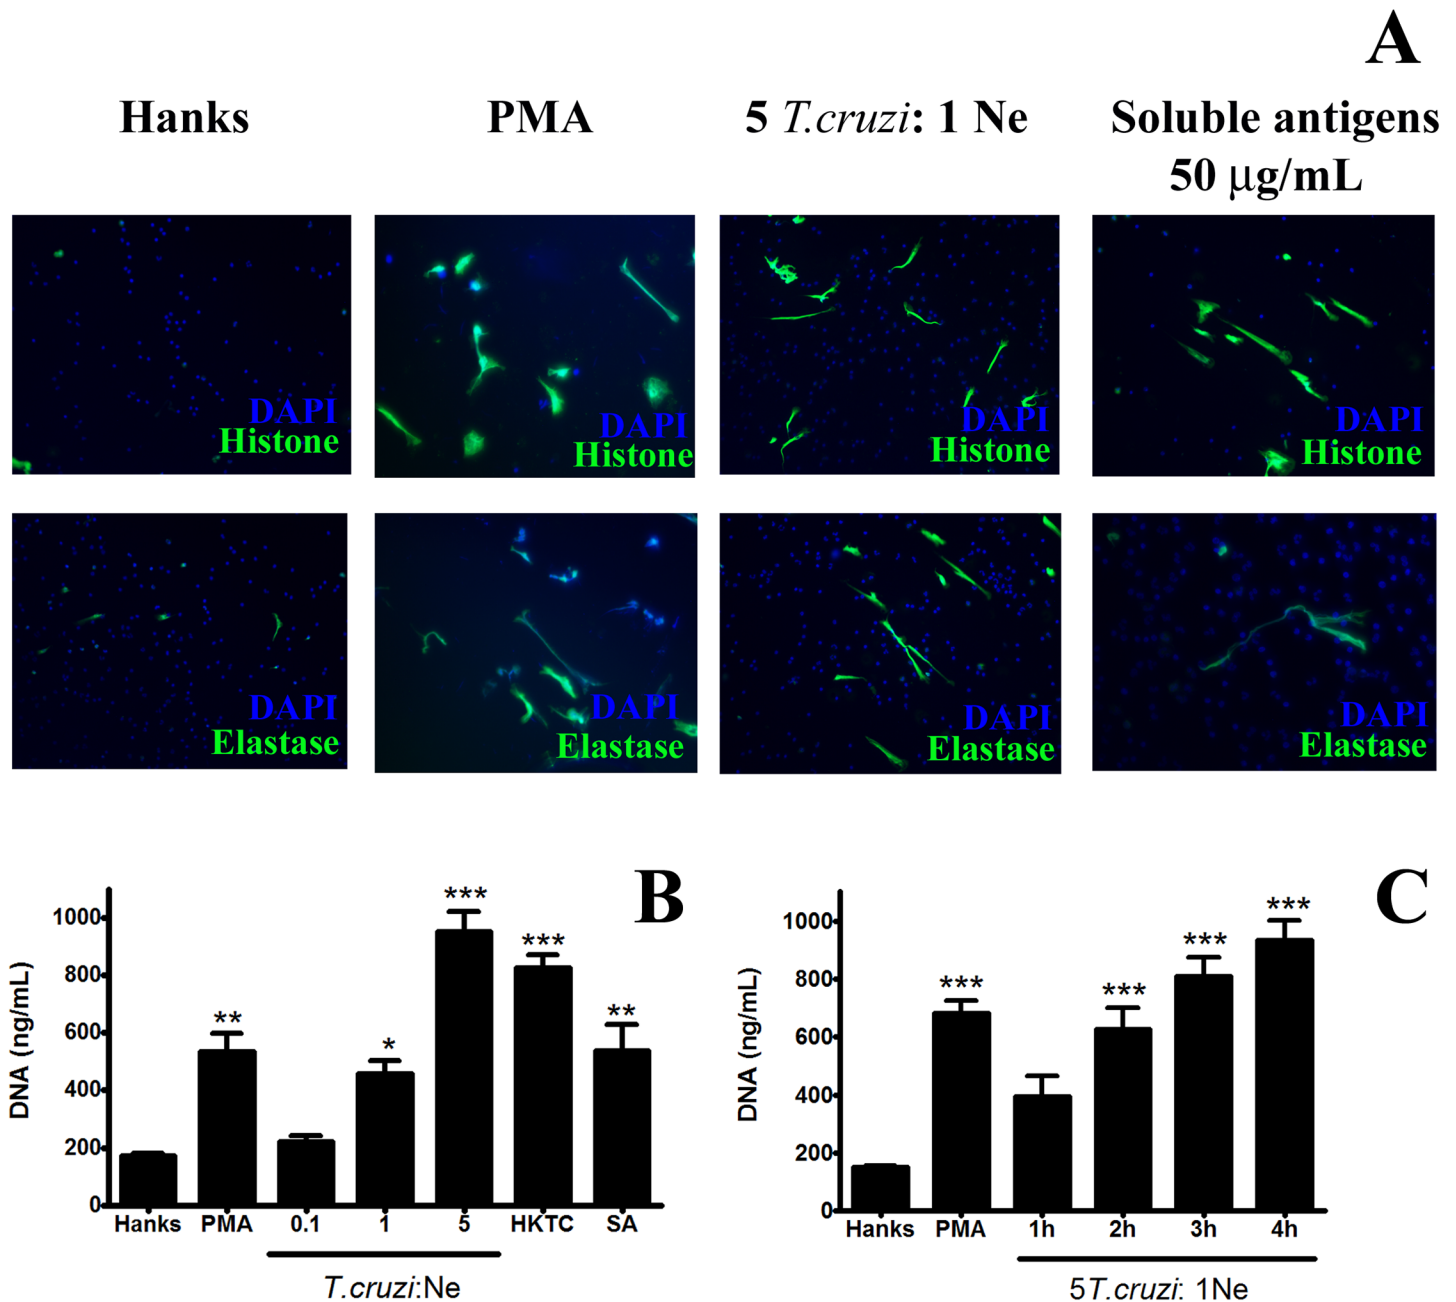 A
Hanks
PMA
5 T.cruzi: 1 Ne
Soluble antigens
50 μg/mL
DAPI
Histone
DAPI
Histone
DAPI
Histone
DAPI
Histone
DAPI
Elastase
DAPI
Elastase
DAPI
Elastase
DAPI
Elastase
B
DNA (ng/mL)
1000
800
600
400
200
0
**
*
***
***
**
Hanks PMA 0.1 1 5 HKTC SA
T.cruzi:Ne
C
DNA (ng/mL)
1000
800
600
400
200
0
***
***
***
***
Hanks PMA 1h 2h 3h 4h
5T.cruzi: 1Ne